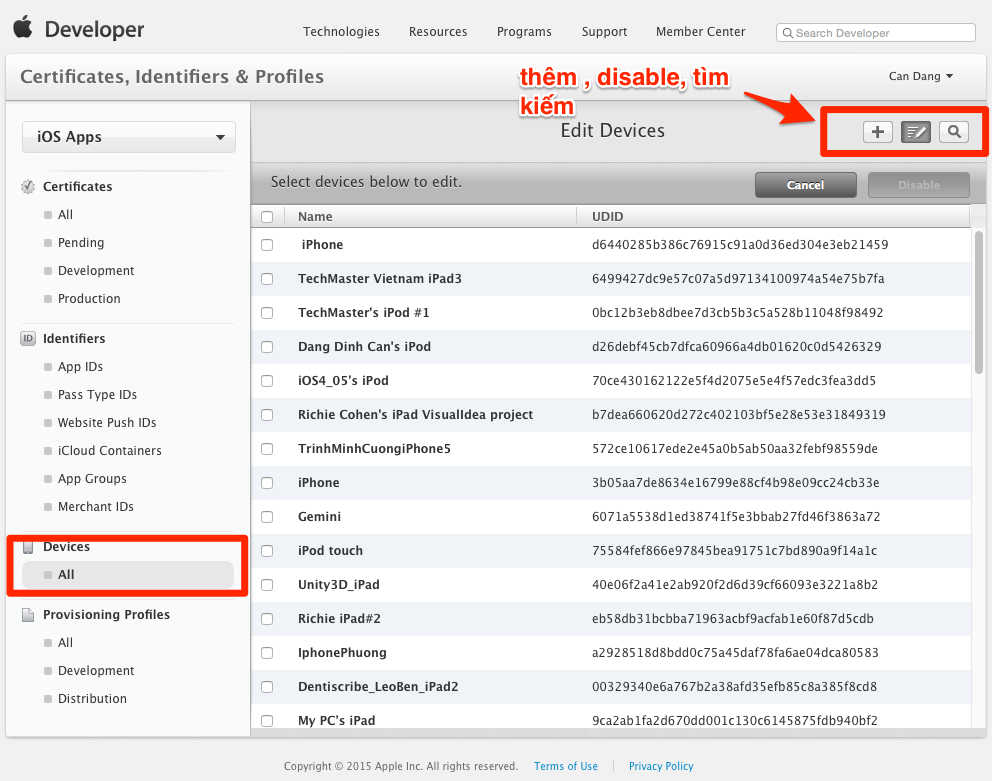 Developer
Technologies Resources Programs Support Member Center
Search Developer
Certificates, Identifiers & Profiles
Can Dang
thêm , disable, tìm
kiếm
iOS Apps
Edit Devices
Select devices below to edit.
Cancel Disable
Certificates
All
Pending
Development
Production
ID Identifiers
App IDs
Pass Type IDs
Website Push IDs
iCloud Containers
App Groups
Merchant IDs
Devices
All
Provisioning Profiles
All
Development
Distribution
Name UDID
iPhone d6440285b386c76915c91a0d36ed304e3eb21459
TechMaster Vietnam iPad3 6499427dc9e57c07a5d97134100974a54e75b7fa
TechMaster's iPod #1 0bc12b3eb8dbee7d3cb5b3c5a528b11048f98492
Dang Dinh Can's iPod d26debf45cb7dfca60966a4db01620c0d5426329
iOS4_05's iPod 70ce430162122e5f4d2075e5e4f57edc3fea3dd5
Richie Cohen's iPad VisualIdea project b7dea660620d272c402103bf5e28e53e31849319
TrinhMinhCuongiPhone5 572ce10617ede2e45a0b5ab50aa32febf98559de
iPhone 3b05aa7de8634e16799e88cf4b98e09cc24cb33e
Gemini 6071a5538d1ed38741f5e3bbab27fd46f3863a72
iPod touch 75584fef866e97845bea91751c7bd890a9f14a1c
Unity3D_iPad 40e06f2a41e2ab920f2d6d39cf66093e3221a8b2
Richie iPad#2 eb58db31bcbba71963acbf9acfab1e60f87d5cdb
IphonePhuong a2928518d8bdd0c75a45daf78fa6ae04dca80583
Dentiscribe_LeoBen_iPad2 00329340e6a767b2a38afd35efb85c8a385f8cd8
My PC's iPad 9ca2ab1fa2d670dd001c130c6145875fdb940bf2
Copyright © 2015 Apple Inc. All rights reserved. Terms of Use Privacy Policy